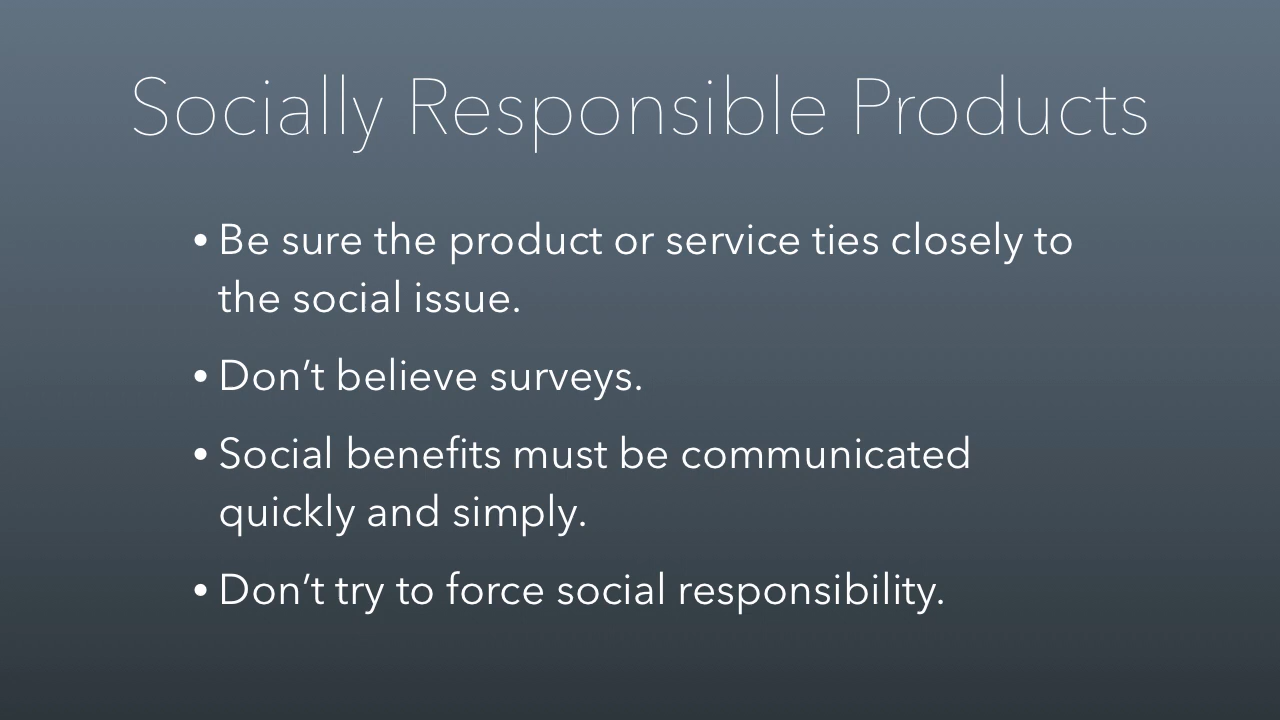 Socially Responsible Products
• Be sure the product or service ties closely to
the social issue.
• Don’t believe surveys.
• Social benefits must be communicated
quickly and simply.
• Don’t try to force social responsibility.